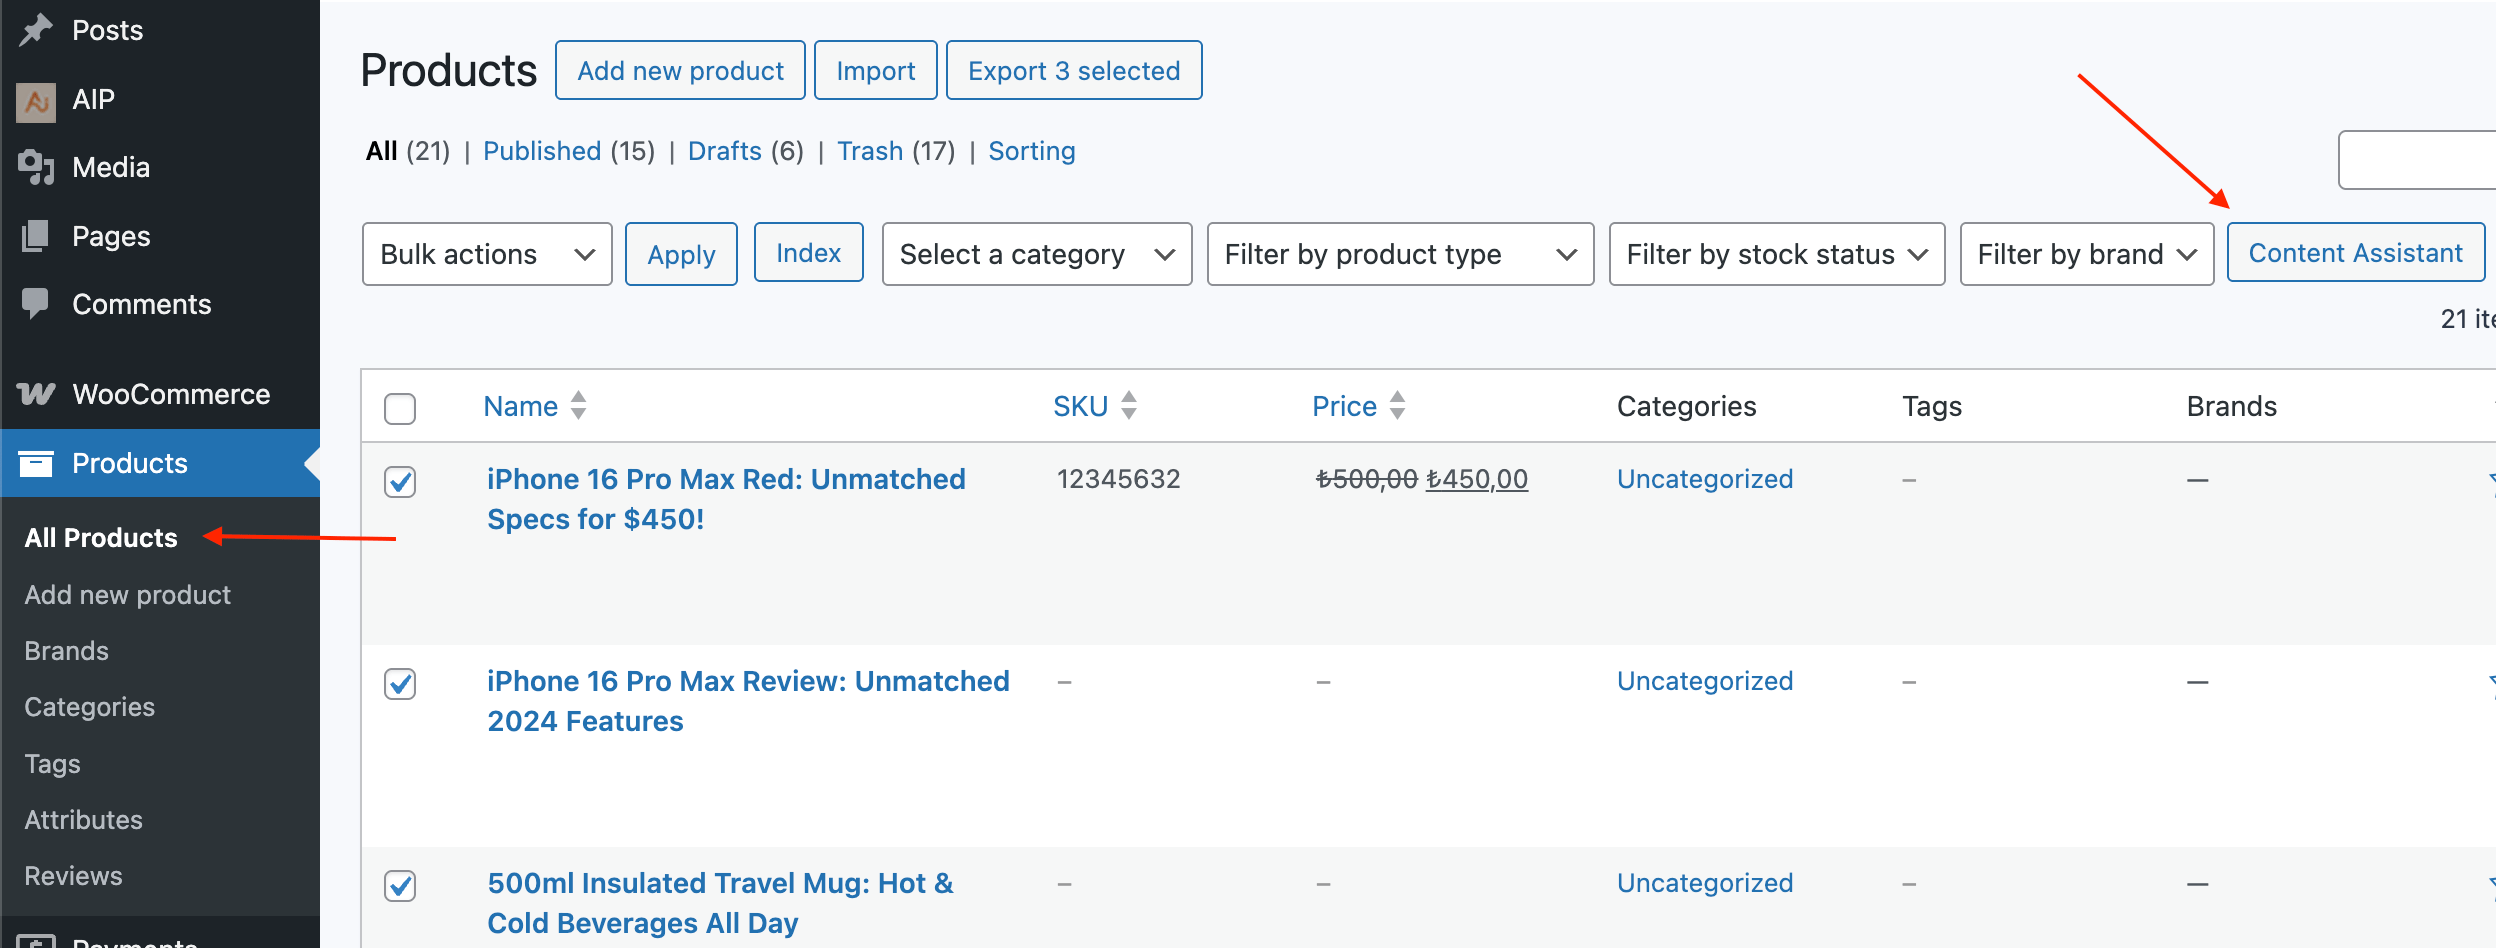 Posts
AIP
Media
Pages
Comments
WooCommerce
Products
All Products
Add new product
Brands
Categories
Tags
Attributes
Reviews
Payments
Products
Add new product
Import
Export 3 selected
All (21) | Published (15) | Drafts (6) | Trash (17) | Sorting
Bulk actions
Apply
Index
Select a category
Filter by product type
Filter by stock status
Filter by brand
Content Assistant
21
Name
SKU
Price
Categories
Tags
Brands
iPhone 16 Pro Max Red: Unmatched
Specs for $450!
12345632
₺500,00 ₺450,00
Uncategorized
–
—
iPhone 16 Pro Max Review: Unmatched
2024 Features
–
–
Uncategorized
–
—
500ml Insulated Travel Mug: Hot &
Cold Beverages All Day
–
–
Uncategorized
–
—